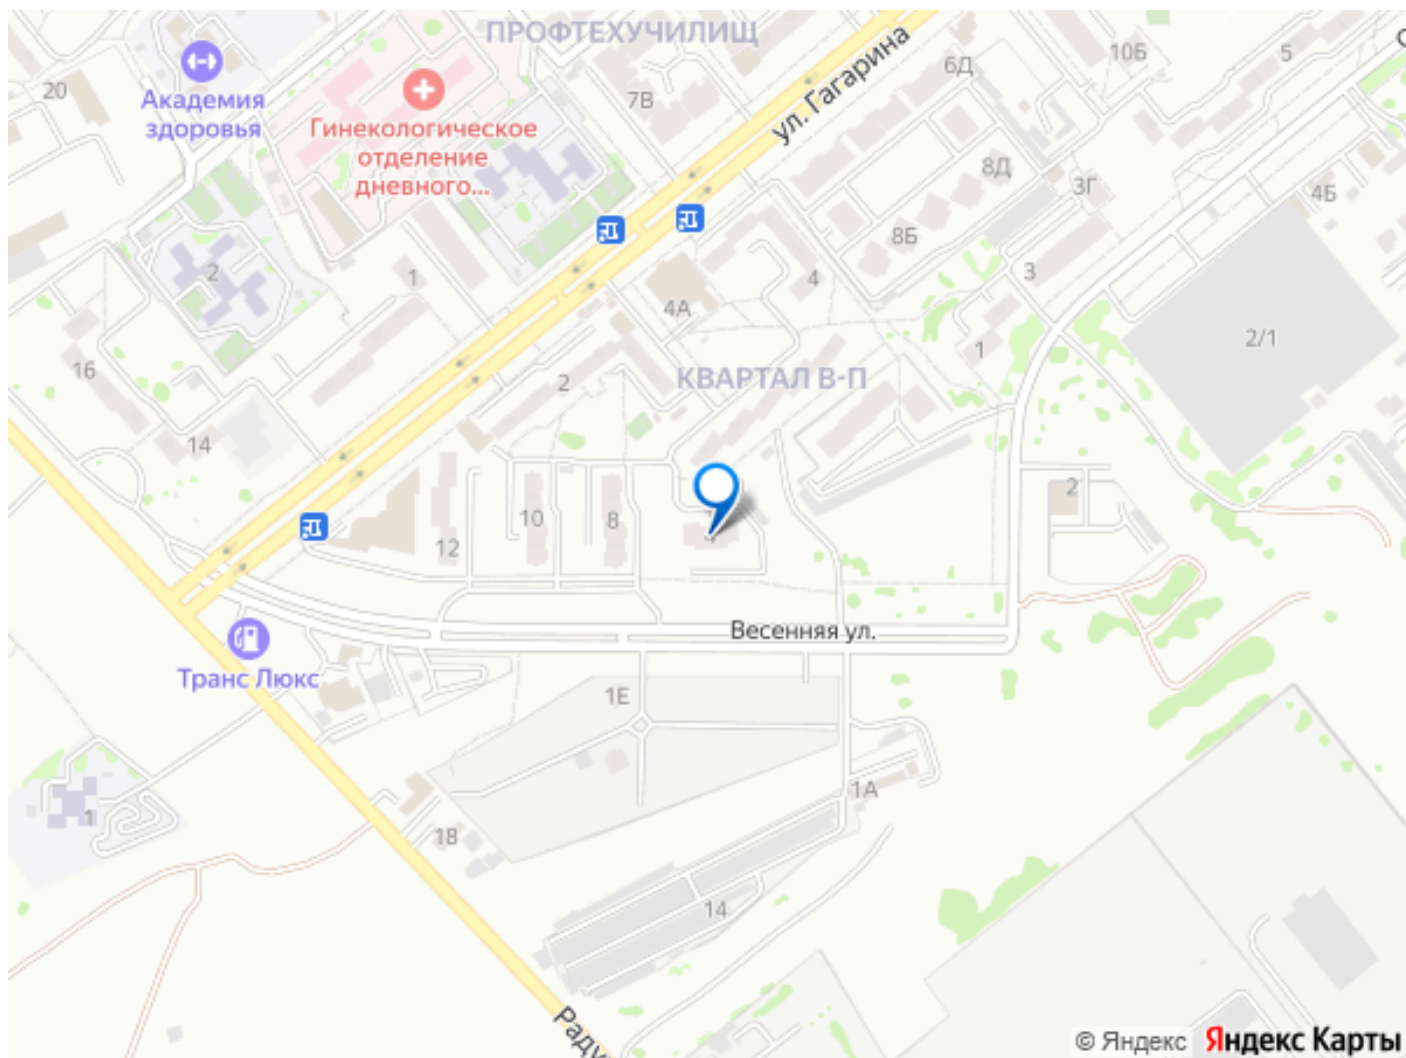 ПРОФТЕХУЧИЛИЩ
ул. Гагарина
6Д
10Б
5
20
Академия
здоровья
Гинекологическое
отделение
дневного...
7В
8Д
3Г
4Б
8Б
2
1
4
3
4А
2/1
16
2
КВАРТАЛ В-П
1
14
10
8
12
2
Весенняя ул.
Транс Люкс
1Е
1А
1
18
14
© Яндекс
Яндекс Карты